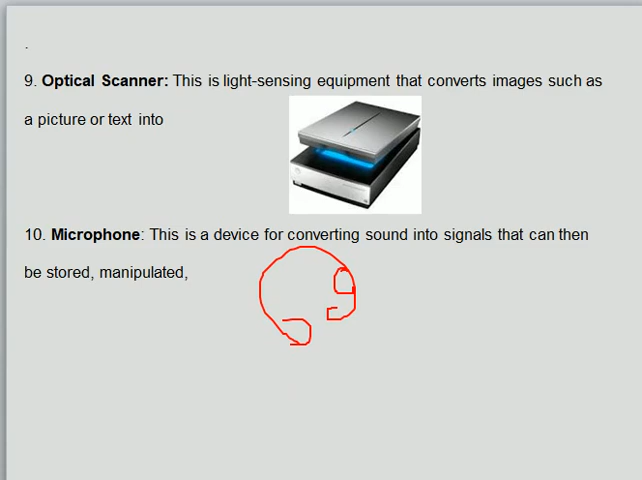 9. Optical Scanner: This is light-sensing equipment that converts images such as
a picture or text into
10. Microphone: This is a device for converting sound into signals that can then
be stored, manipulated,